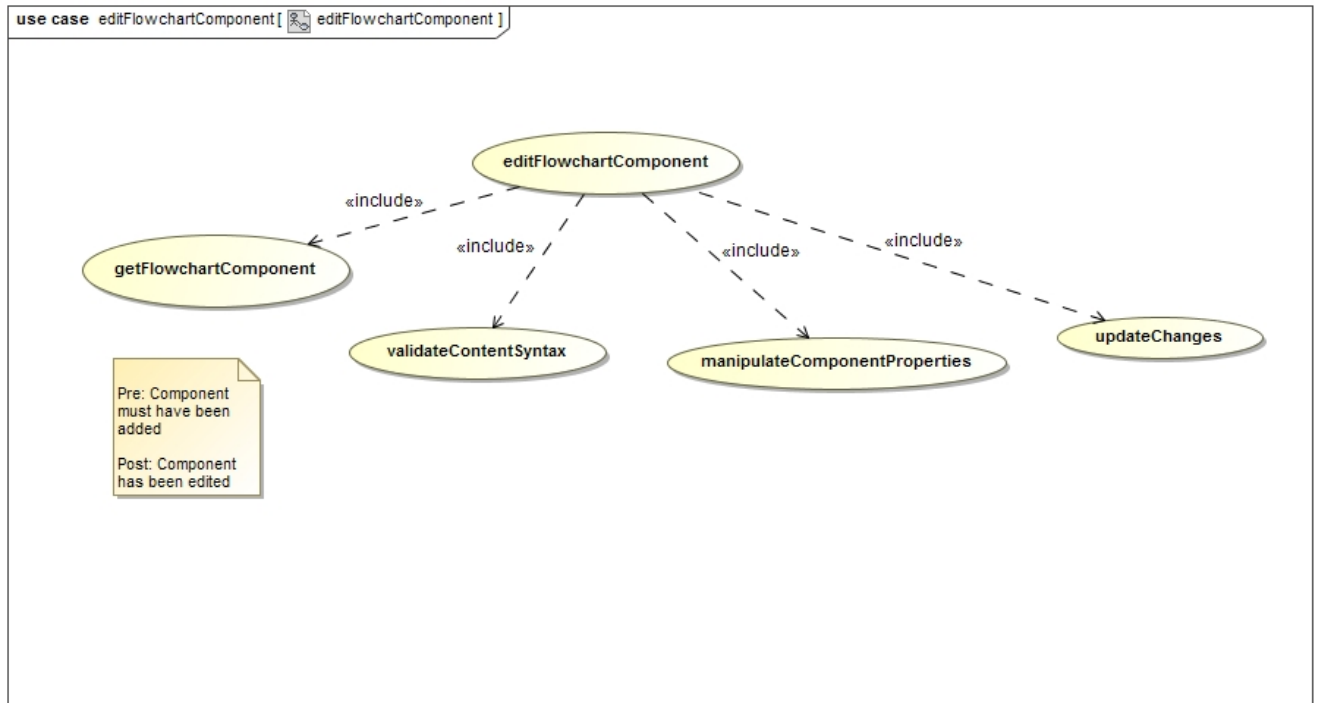 use case editFlowchartComponent [ editFlowchartComponent ]
editFlowchartComponent
«include»
«include»
«include»
«include»
getFlowchartComponent
validateContentSyntax
manipulateComponentProperties
updateChanges
Pre: Component
must have been
added
Post: Component
has been edited